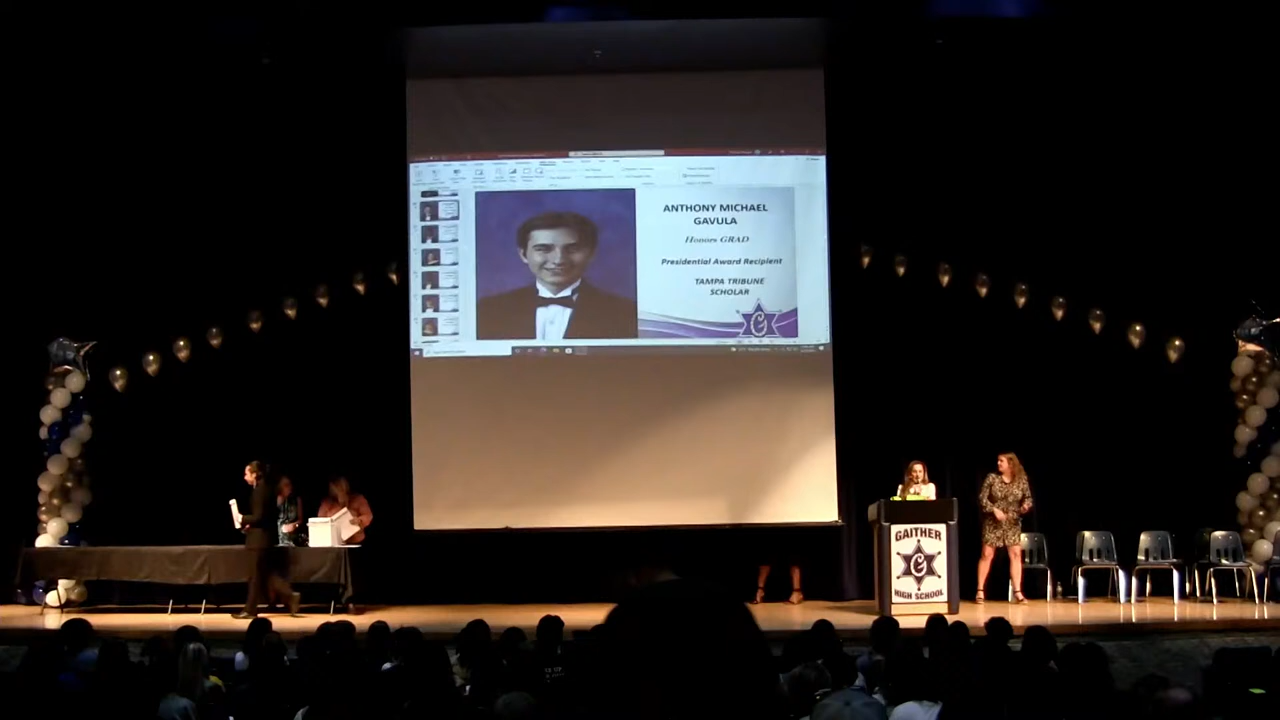 ANTHONY MICHAEL
GAVULA
Honors GRAD
Presidential Award Recipient
TAMPA TRIBUNE
SCHOLAR
G
GAITHER
G
HIGH SCHOOL